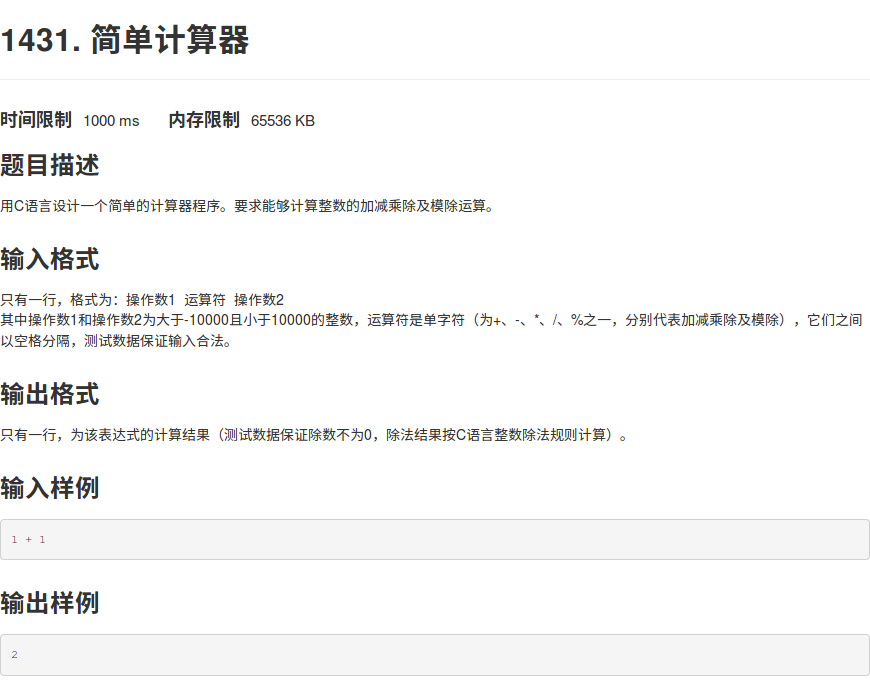 1431. 简单计算器
时间限制 1000 ms 内存限制 65536 KB
题目描述
用C语言设计一个简单的计算器程序。要求能够计算整数的加减乘除及模除运算。
输入格式
只有一行，格式为：操作数1 运算符 操作数2
其中操作数1和操作数2为大于-10000且小于10000的整数，运算符是单字符（为+、-、*、/、%之一，分别代表加减乘除及模除），它们之间
以空格分隔，测试数据保证输入合法。
输出格式
只有一行，为该表达式的计算结果（测试数据保证除数不为0，除法结果按C语言整数除法规则计算）。
输入样例
1 + 1
输出样例
2